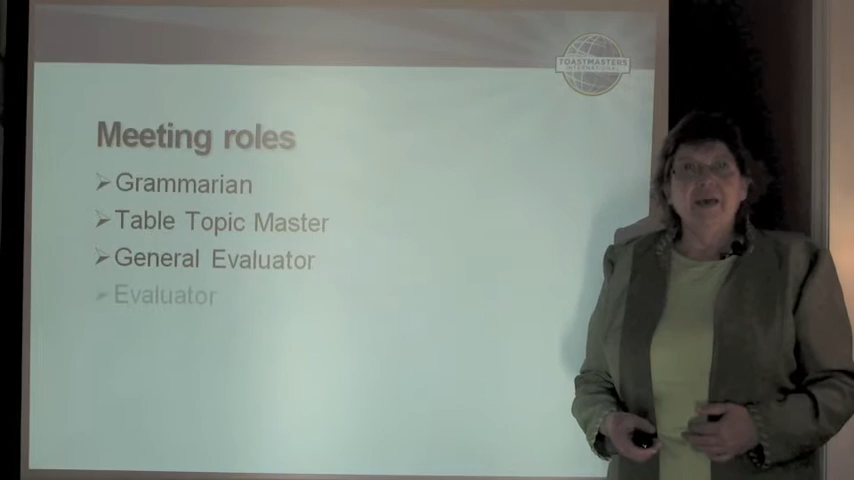 TOASTMASTERS
INTERNATIONAL
Meeting roles
Grammarian
Table Topic Master
General Evaluator
Evaluator